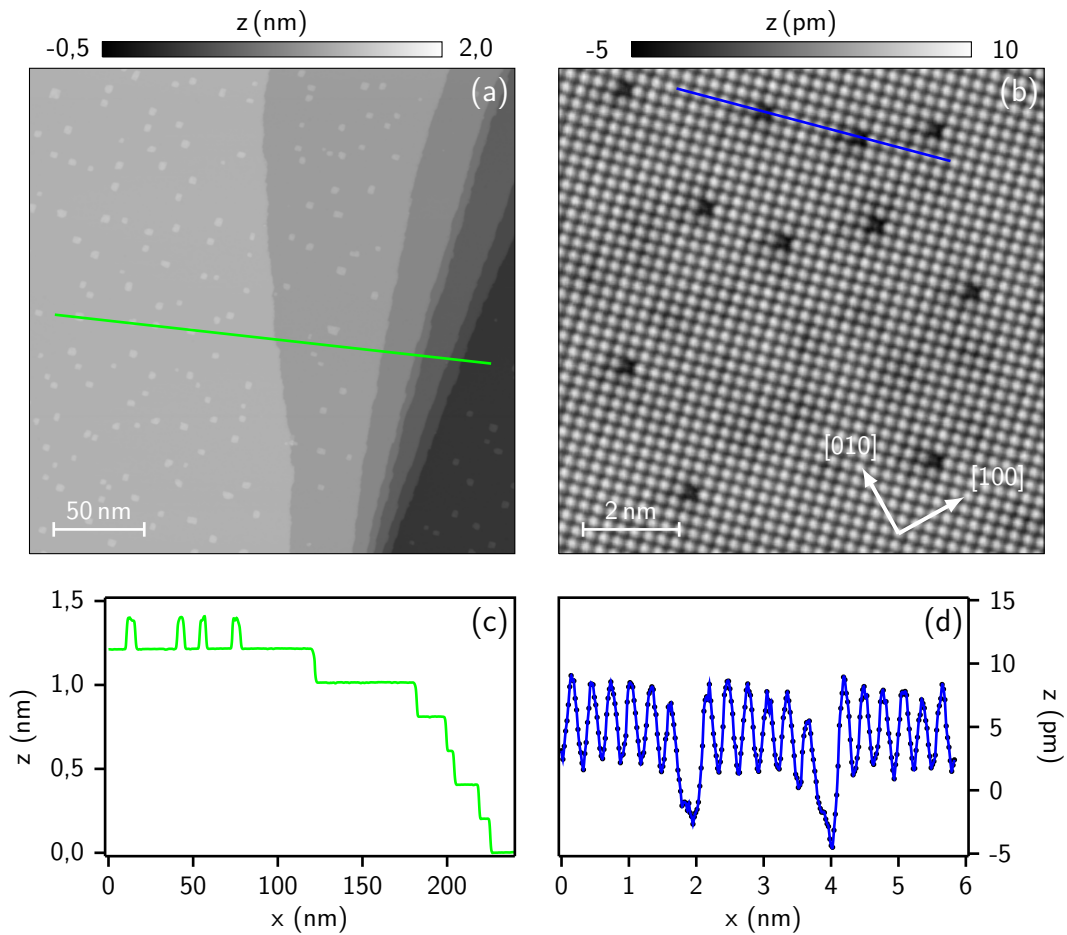 z (nm)
-0,5 2,0
(a)
50 nm
z (pm)
-5 10
(b)
[010]
[100]
2 nm
1,5
1,0
0,5
0,0
z (nm)
(c)
0 50 100 150 200
x (nm)
(d)
15
10
5
0
-5
z (pm)
0 1 2 3 4 5 6
x (nm)